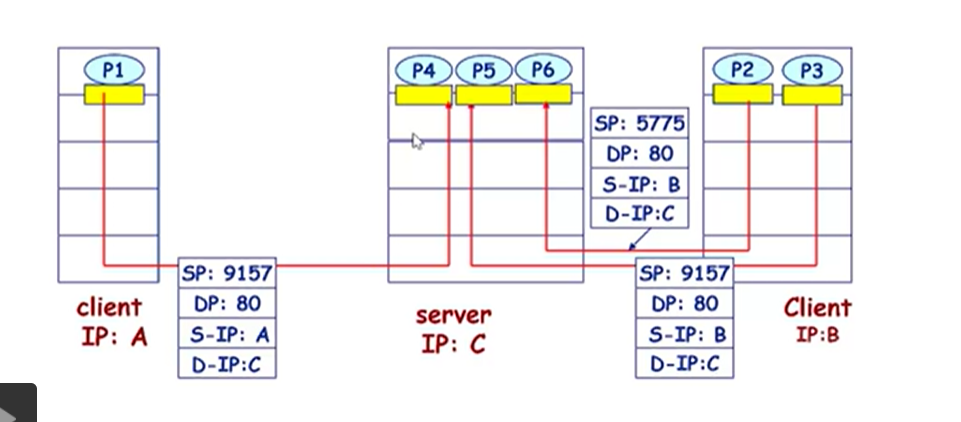 P1
P4
P5
P6
P2
P3
SP: 5775
DP: 80
S-IP: B
D-IP:C
SP: 9157
DP: 80
S-IP: A
D-IP:C
SP: 9157
DP: 80
S-IP: B
D-IP:C
client
IP: A
server
IP: C
Client
IP:B